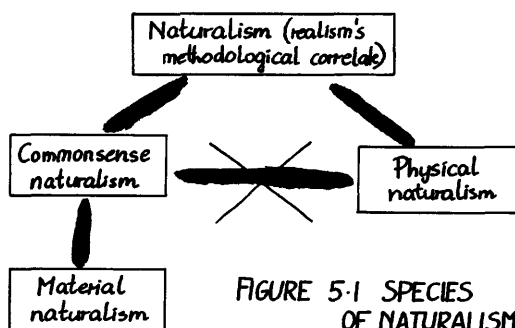 Naturalism (realism's
methodological correlate)
Commonsense
naturalism
Physical
naturalism
Material
naturalism
FIGURE 5·1 SPECIES
OF NATURALISM